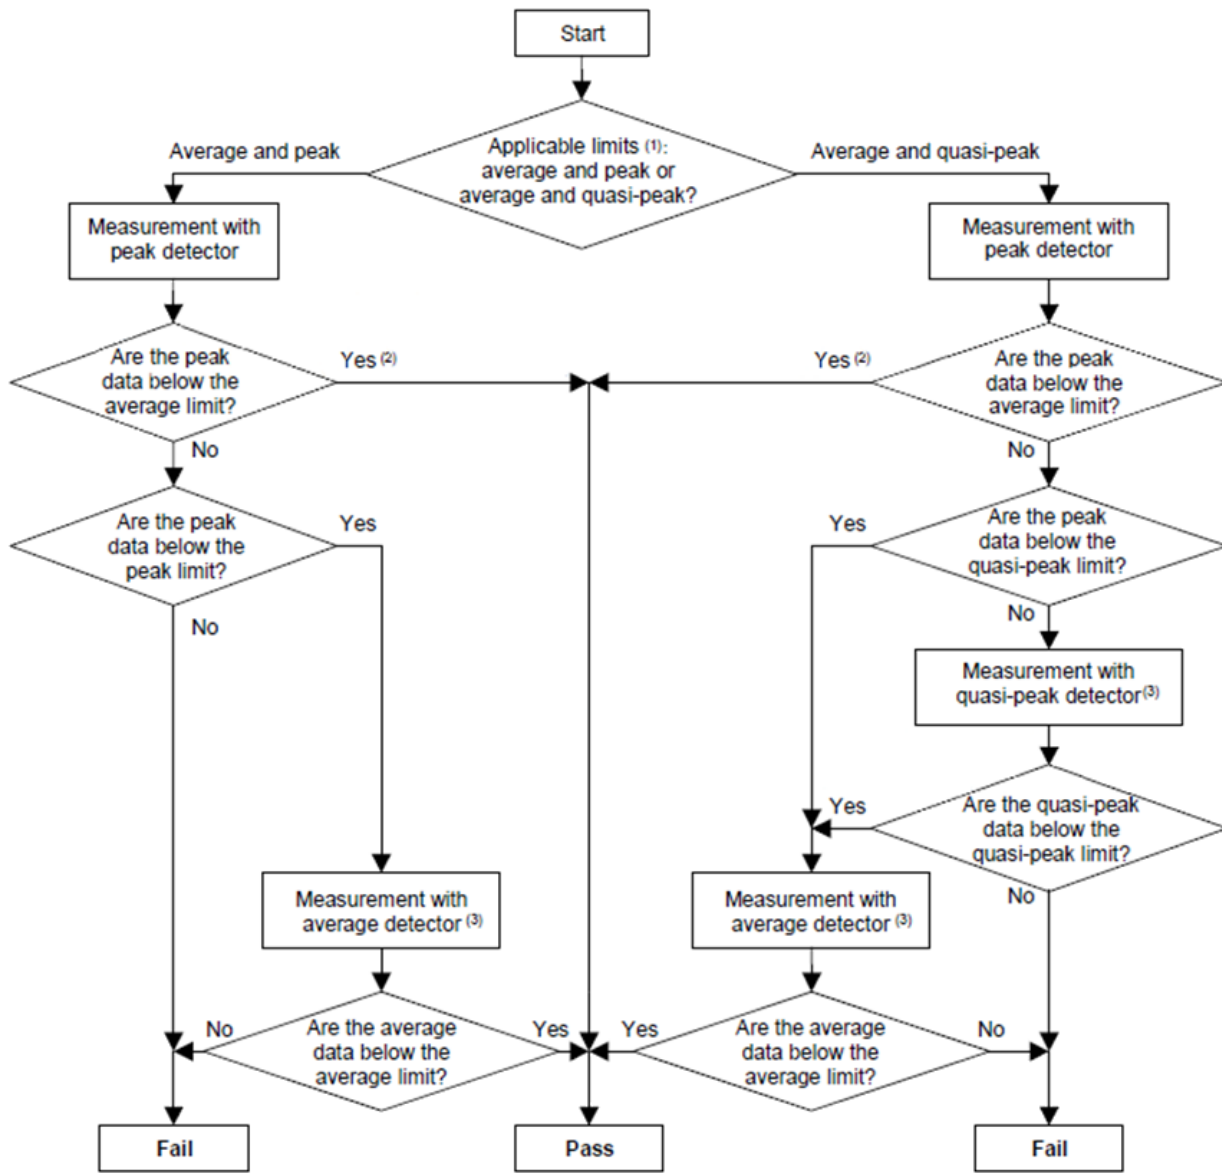 Start
Applicable limits (1):
average and peak or
average and quasi-peak?
Average and peak
Average and quasi-peak
Measurement with
peak detector
Measurement with
peak detector
Are the peak
data below the
average limit?
Yes (2)
Yes (2)
Are the peak
data below the
average limit?
No
No
Are the peak
data below the
peak limit?
Yes
Yes
Are the peak
data below the
quasi-peak limit?
No
No
Measurement with
quasi-peak detector(3)
Yes
Are the quasi-peak
data below the
quasi-peak limit?
No
Measurement with
average detector (3)
Measurement with
average detector (3)
No
Are the average
data below the
average limit?
Yes
Yes
Are the average
data below the
average limit?
No
Fail
Pass
Fail